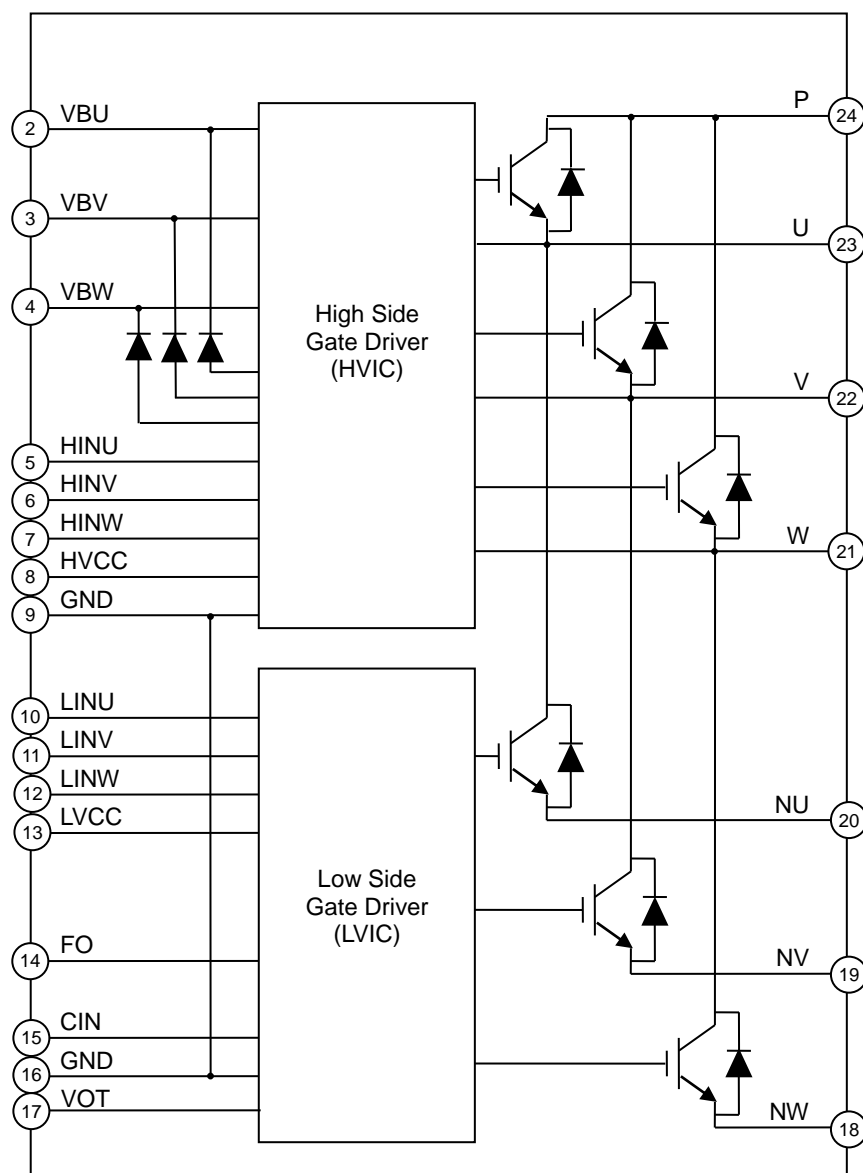 2 VBU
3 VBV
4 VBW
5 HINU
6 HINV
7 HINW
8 HVCC
9 GND
10 LINU
11 LINV
12 LINW
13 LVCC
14 FO
15 CIN
16 GND
17 VOT
High Side
Gate Driver
(HVIC)
Low Side
Gate Driver
(LVIC)
P 24
U 23
V 22
W 21
NU 20
NV 19
NW 18